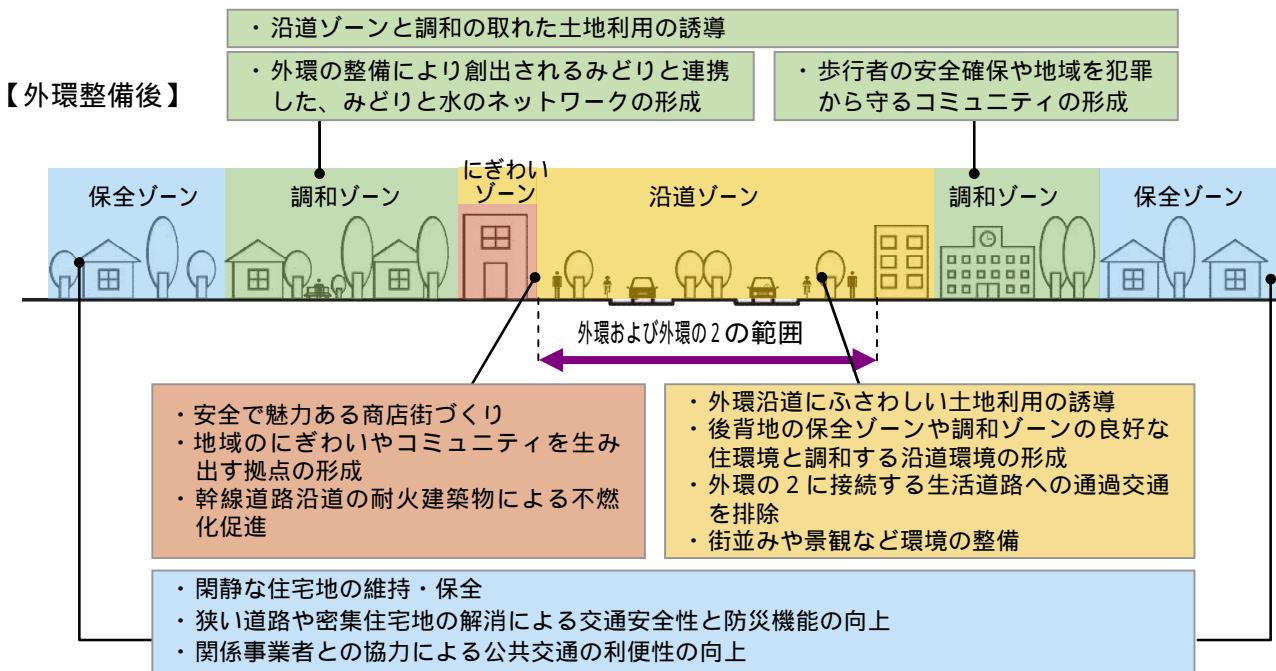 ・沿道ゾーンと調和の取れた土地利用の誘導
【外環整備後】
・外環の整備により創出されるみどりと連携
した、みどりと水のネットワークの形成
・歩行者の安全確保や地域を犯罪
から守るコミュニティの形成
保全ゾーン
調和ゾーン
にぎわい
ゾーン
沿道ゾーン
調和ゾーン
保全ゾーン
外環および外環の2の範囲
・安全で魅力ある商店街づくり
・地域のにぎわいやコミュニティを生み
出す拠点の形成
・幹線道路沿道の耐火建築物による不燃
化促進
・外環沿道にふさわしい土地利用の誘導
・後背地の保全ゾーンや調和ゾーンの良好な
住環境と調和する沿道環境の形成
・外環の2に接続する生活道路への通過交通
を排除
・街並みや景観など環境の整備
・閑静な住宅地の維持・保全
・狭い道路や密集住宅地の解消による交通安全性と防災機能の向上
・関係事業者との協力による公共交通の利便性の向上